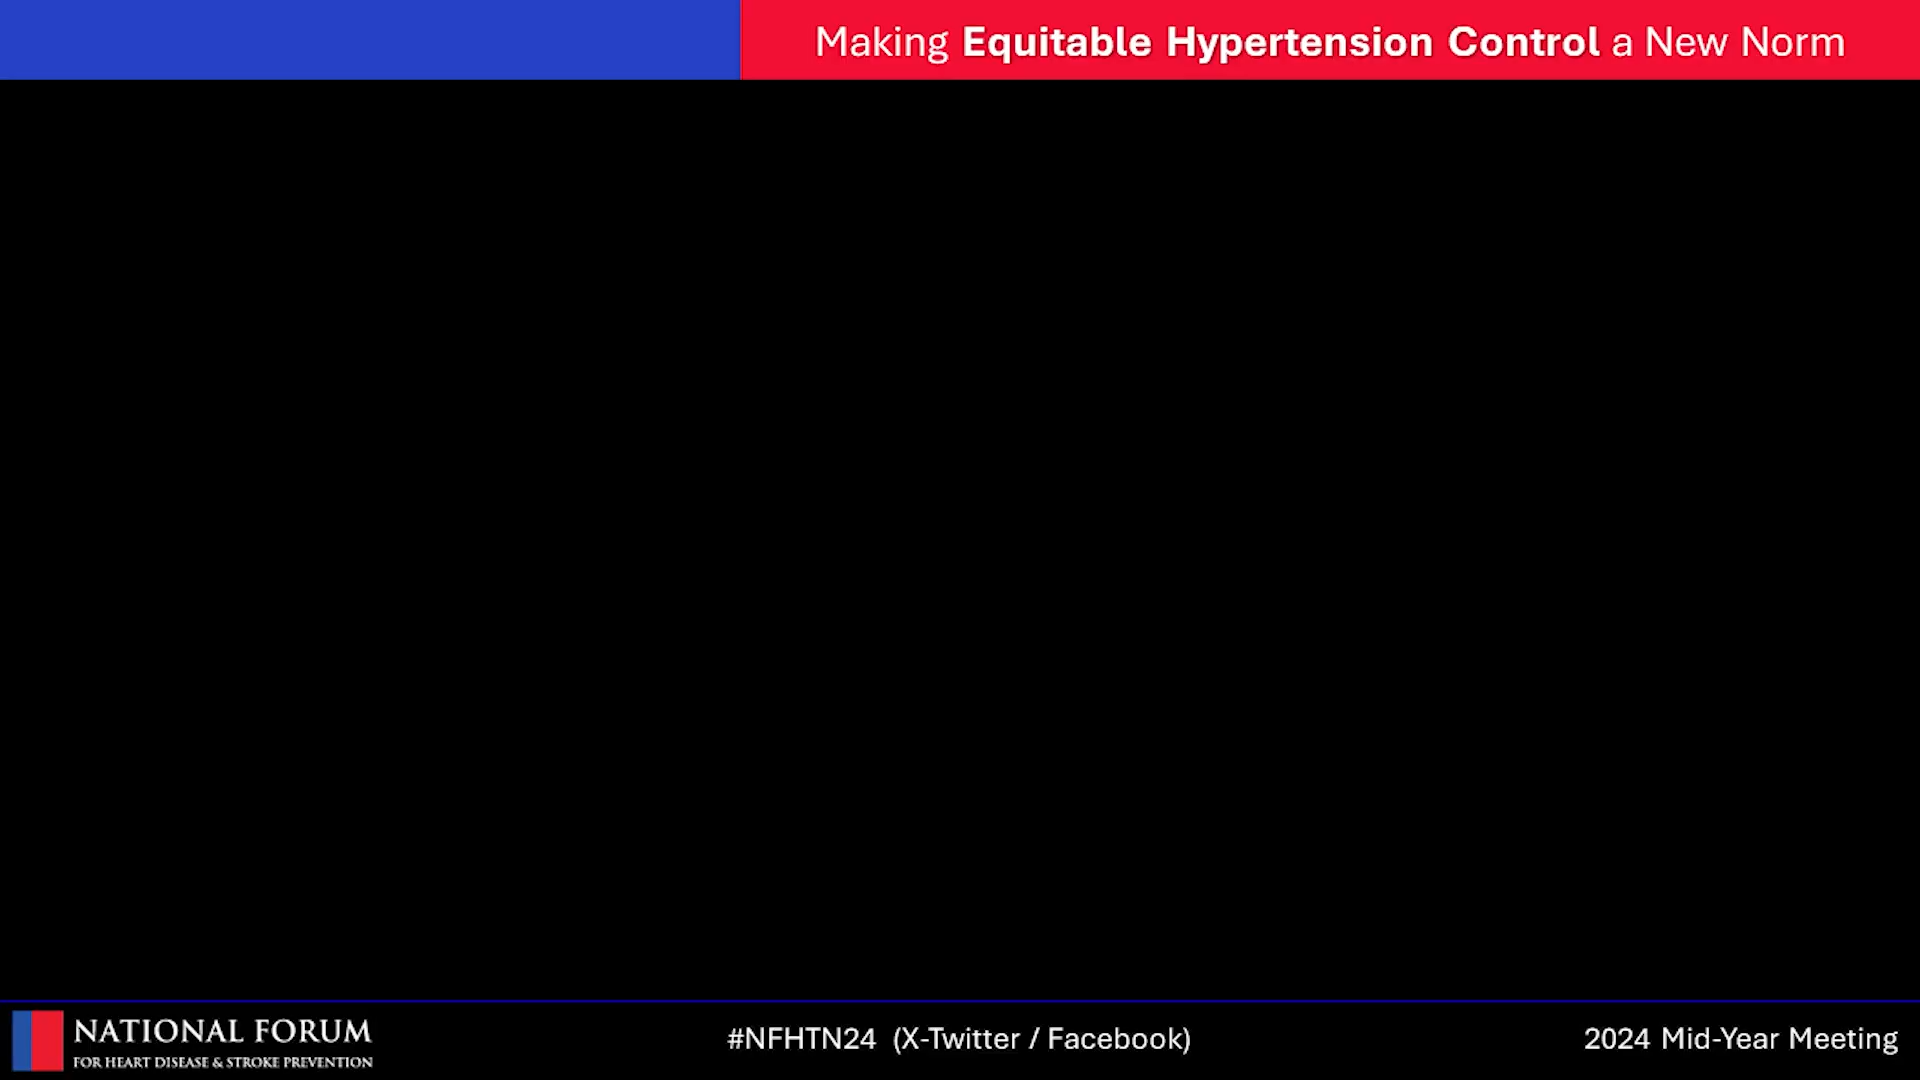 Making Equitable Hypertension Control a New Norm
NATIONAL FORUM
FOR HEART DISEASE & STROKE PREVENTION
#NFHTN24 (X-Twitter / Facebook)
2024 Mid-Year Meeting